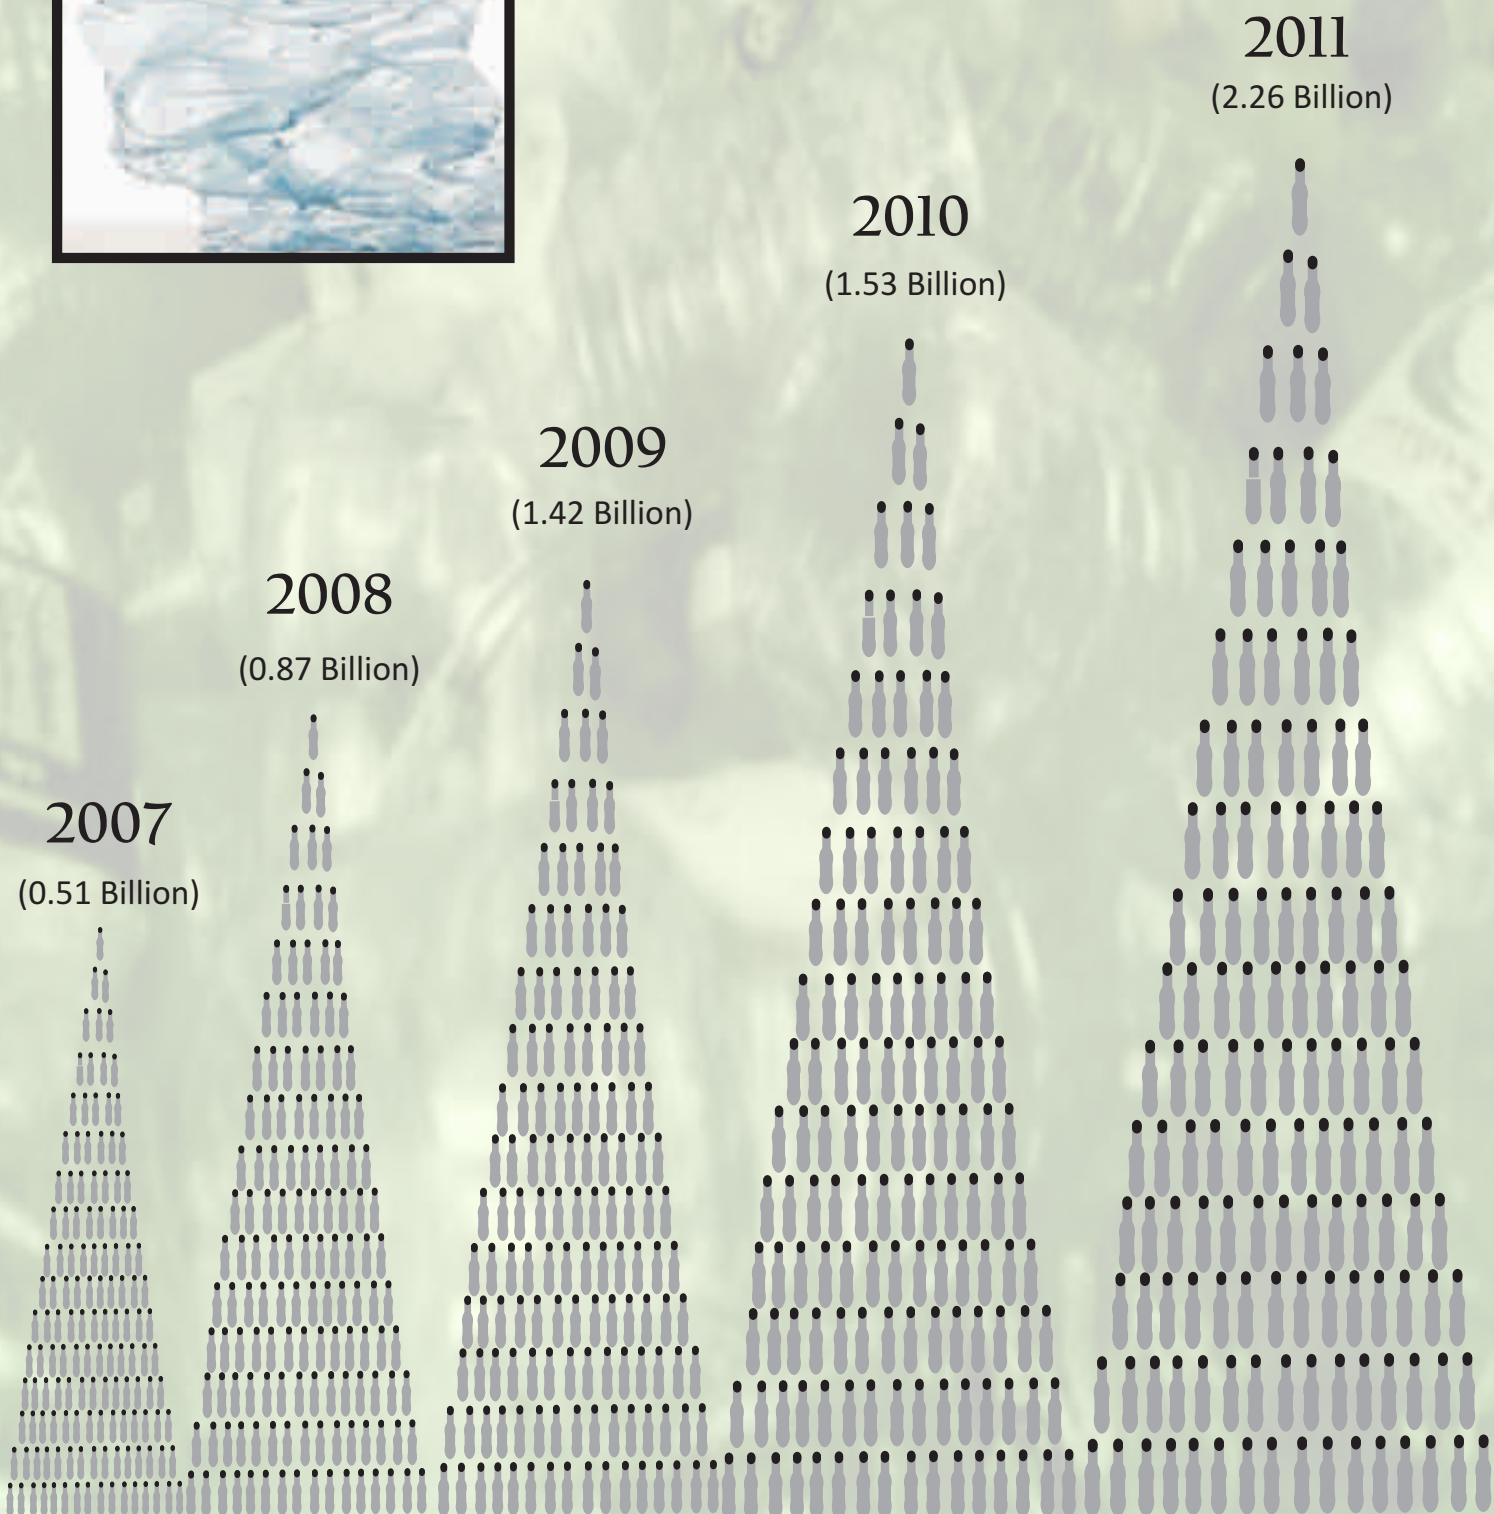 2011
(2.26 Billion)
2010
(1.53 Billion)
2009
(1.42 Billion)
2008
(0.87 Billion)
2007
(0.51 Billion)